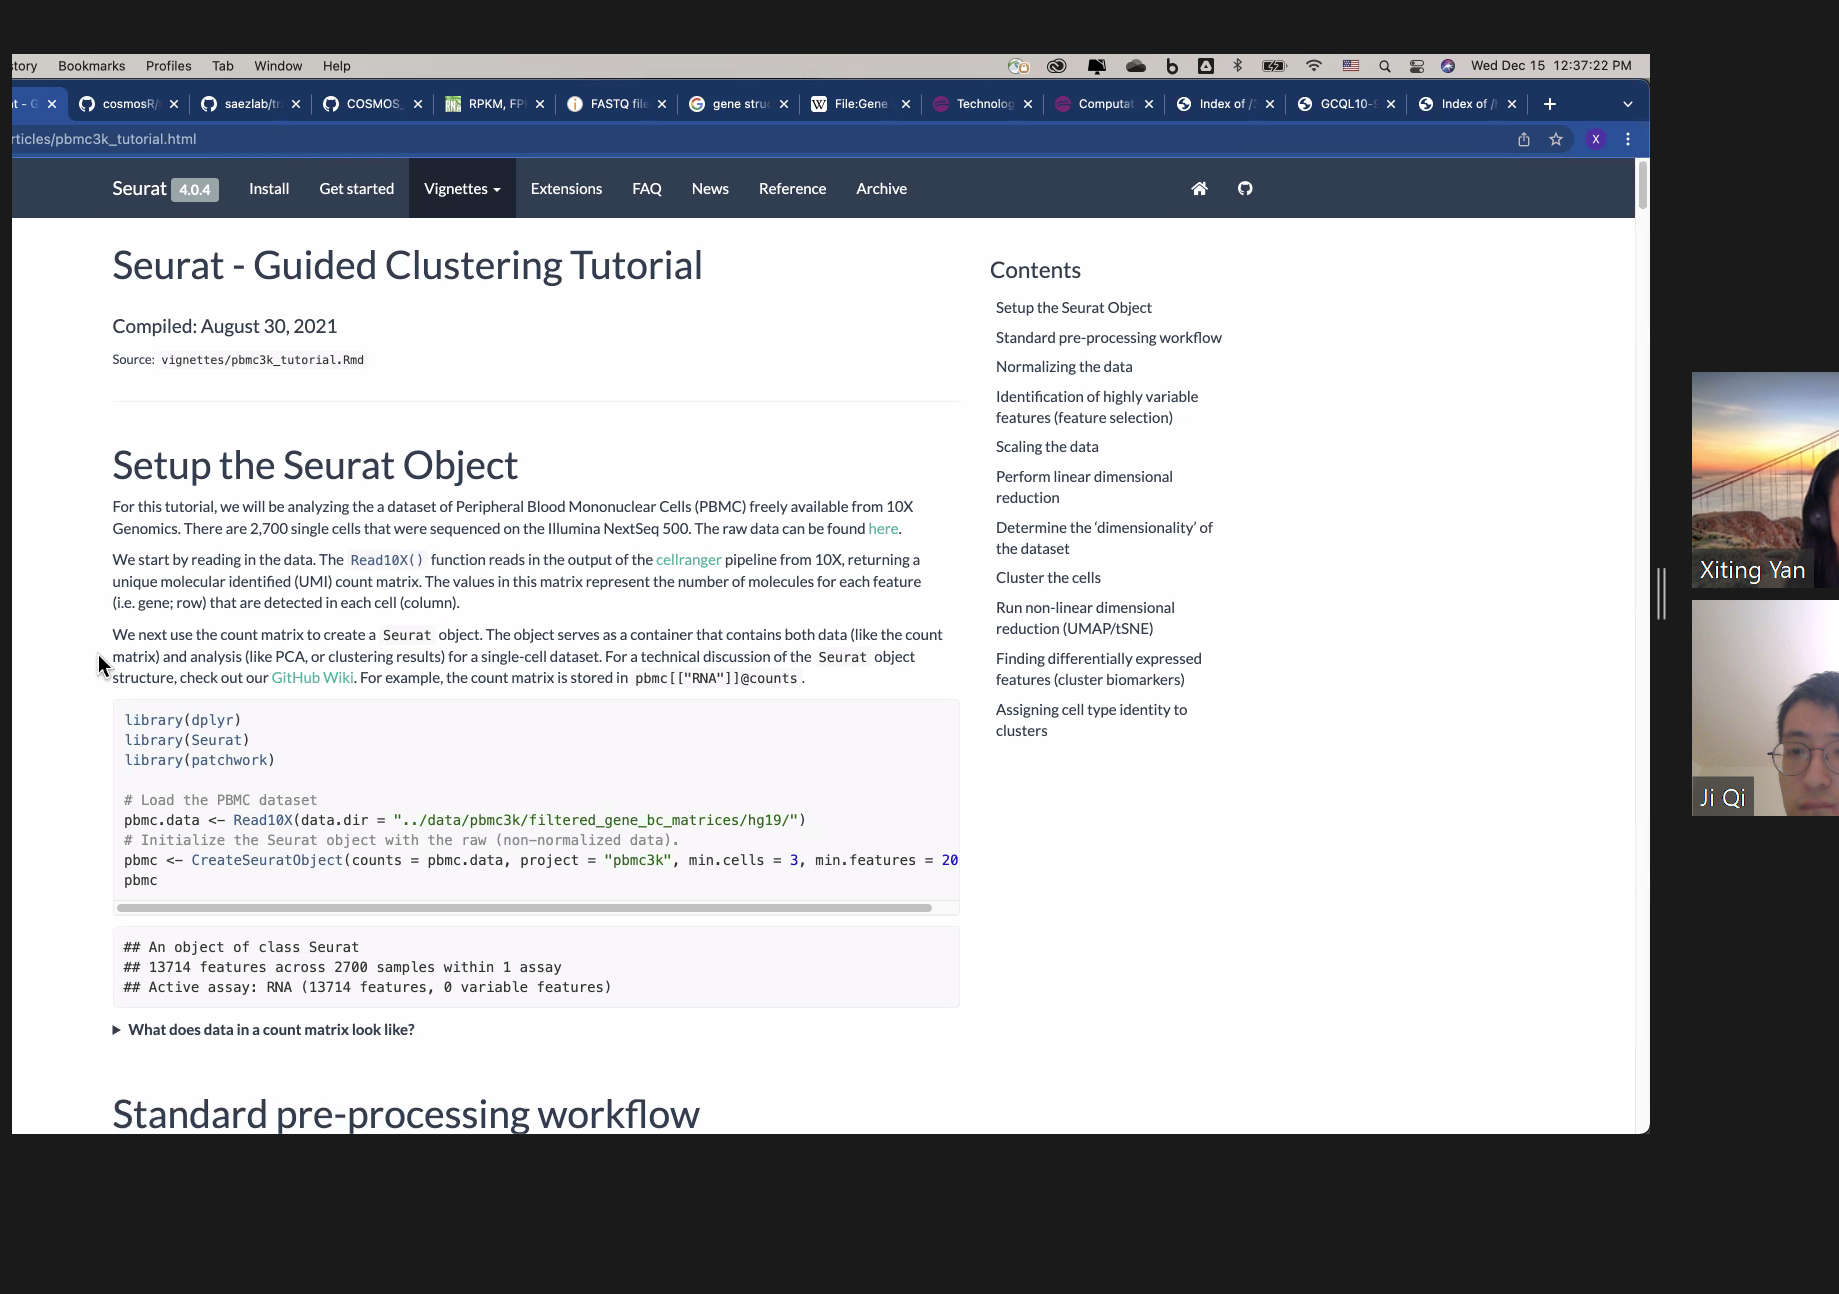 tory Bookmarks Profiles Tab Window Help Wed Dec 15 12:37:22 PM
at - G cosmosR/ saezlab/tr COSMOS_ RPKM, FP FASTQ file gene struc File:Gene Technolog Computat Index of / GCQL10-9 Index of /
rticles/pbmc3k_tutorial.html X
Seurat 4.0.4 Install Get started Vignettes Extensions FAQ News Reference Archive
Seurat - Guided Clustering Tutorial
Compiled: August 30, 2021
Source: vignettes/pbmc3k_tutorial.Rmd
Setup the Seurat Object
For this tutorial, we will be analyzing the a dataset of Peripheral Blood Mononuclear Cells (PBMC) freely available from 10X
Genomics. There are 2,700 single cells that were sequenced on the Illumina NextSeq 500. The raw data can be found here.
We start by reading in the data. The Read10X() function reads in the output of the cellranger pipeline from 10X, returning a
unique molecular identified (UMI) count matrix. The values in this matrix represent the number of molecules for each feature
(i.e. gene; row) that are detected in each cell (column).
We next use the count matrix to create a Seurat object. The object serves as a container that contains both data (like the count
matrix) and analysis (like PCA, or clustering results) for a single-cell dataset. For a technical discussion of the Seurat object
structure, check out our GitHub Wiki. For example, the count matrix is stored in pbmc[["RNA"]]@counts.
library(dplyr)
library(Seurat)
library(patchwork)
# Load the PBMC dataset
pbmc.data <- Read10X(data.dir = "../data/pbmc3k/filtered_gene_bc_matrices/hg19/")
# Initialize the Seurat object with the raw (non-normalized data).
pbmc <- CreateSeuratObject(counts = pbmc.data, project = "pbmc3k", min.cells = 3, min.features = 20
pbmc
## An object of class Seurat
## 13714 features across 2700 samples within 1 assay
## Active assay: RNA (13714 features, 0 variable features)
What does data in a count matrix look like?
Standard pre-processing workflow
Contents
Setup the Seurat Object
Standard pre-processing workflow
Normalizing the data
Identification of highly variable
features (feature selection)
Scaling the data
Perform linear dimensional
reduction
Determine the ‘dimensionality’ of
the dataset
Cluster the cells
Run non-linear dimensional
reduction (UMAP/tSNE)
Finding differentially expressed
features (cluster biomarkers)
Assigning cell type identity to
clusters
Xiting Yan
Ji Qi